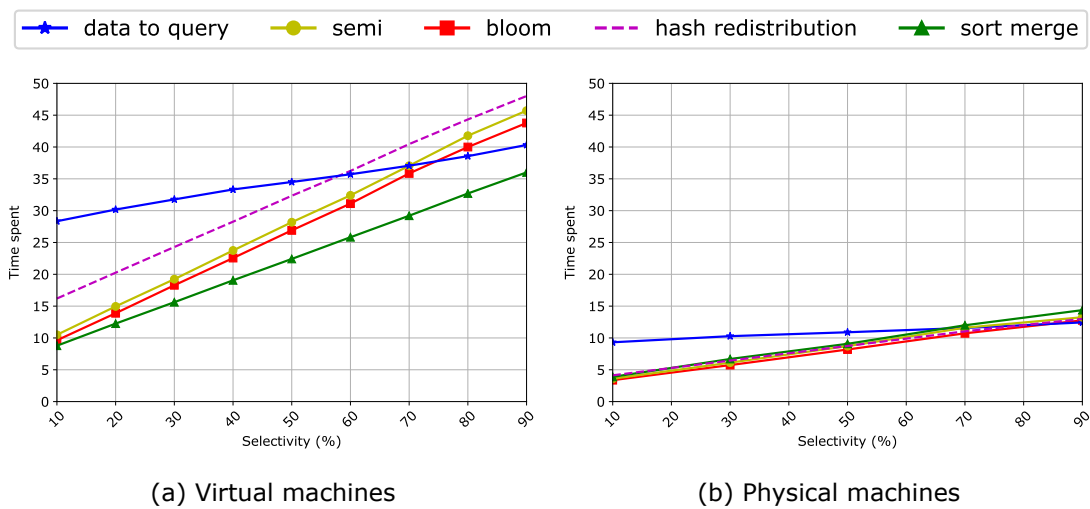 data to query semi bloom hash redistribution sort merge
50
45
40
35
30
25
20
15
10
5
0
Time spent
10 20 30 40 50 60 70 80 90
Selectivity (%)
(a) Virtual machines
50
45
40
35
30
25
20
15
10
5
0
Time spent
10 20 30 40 50 60 70 80 90
Selectivity (%)
(b) Physical machines